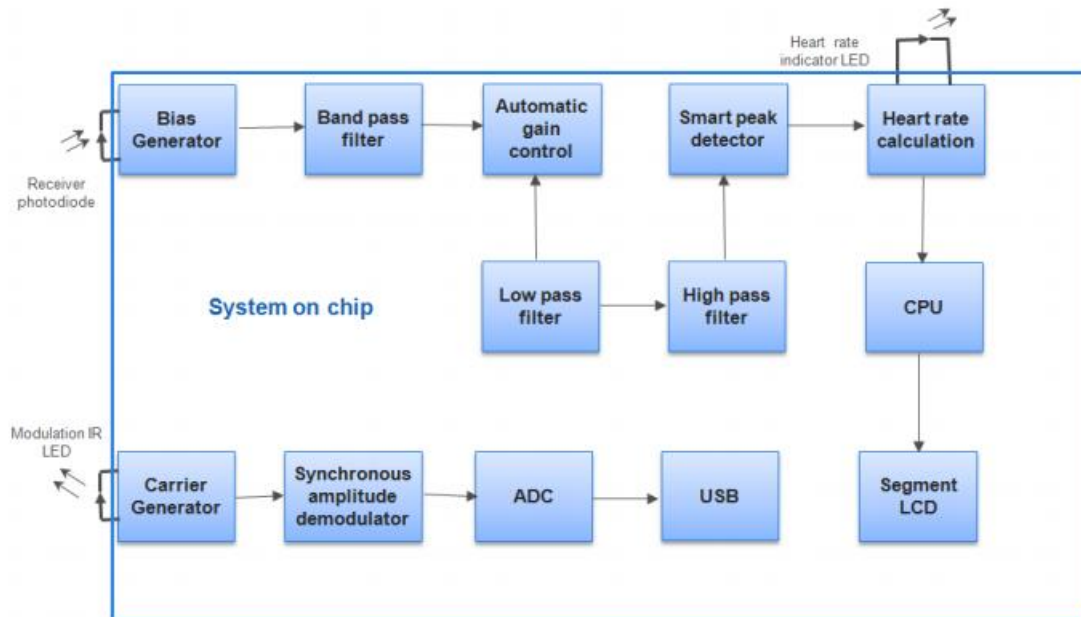 Heart rate
indicator LED
Bias
Generator
Band pass
filter
Automatic
gain
control
Smart peak
detector
Heart rate
calculation
Receiver
photodiode
System on chip
Low pass
filter
High pass
filter
CPU
Modulation IR
LED
Carrier
Generator
Synchronous
amplitude
demodulator
ADC
USB
Segment
LCD